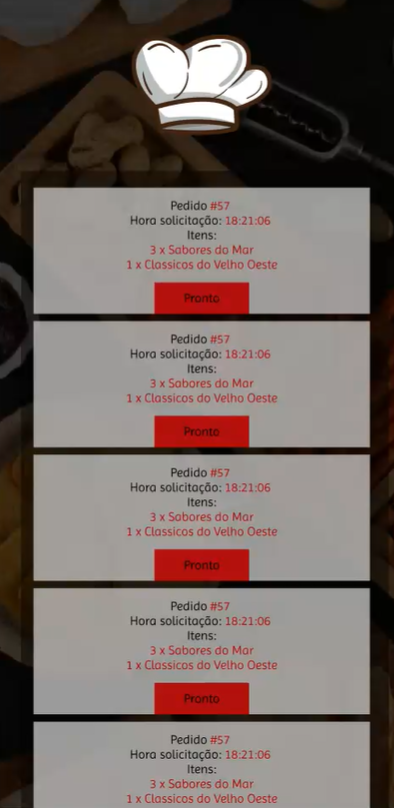 Pedido #57
Hora solicitação: 18:21:06
Itens:
3 x Sabores do Mar
1 x Classicos do Velho Oeste
Pronto
Pedido #57
Hora solicitação: 18:21:06
Itens:
3 x Sabores do Mar
1 x Classicos do Velho Oeste
Pronto
Pedido #57
Hora solicitação: 18:21:06
Itens:
3 x Sabores do Mar
1 x Classicos do Velho Oeste
Pronto
Pedido #57
Hora solicitação: 18:21:06
Itens:
3 x Sabores do Mar
1 x Classicos do Velho Oeste
Pronto
Pedido #57
Hora solicitação: 18:21:06
Itens:
3 x Sabores do Mar
1 x Classicos do Velho Oeste